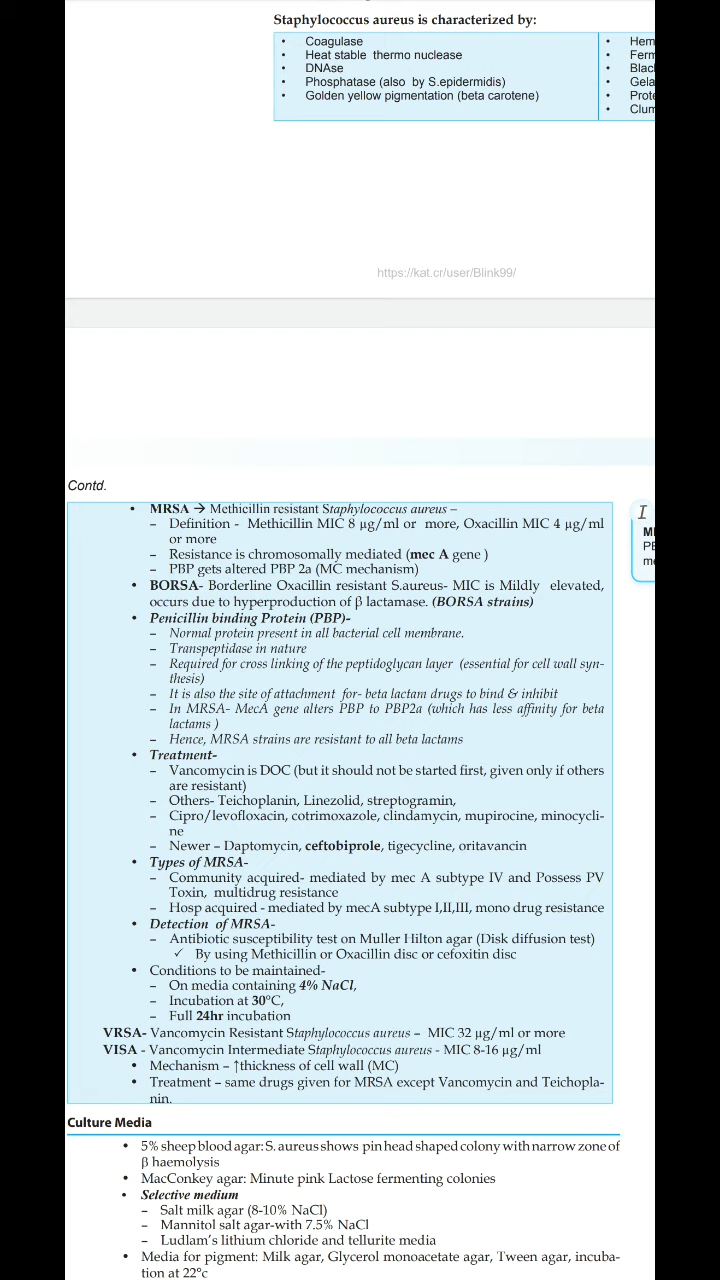 Staphylococcus aureus is characterized by:
• Coagulase
• Heat stable thermo nuclease
• DNAse
• Phosphatase (also by S.epidermidis)
• Golden yellow pigmentation (beta carotene)
• Hem
• Ferm
• Blac
• Gela
• Prote
• Clum
https://kat.cr/user/Blink99/
Contd.
• MRSA → Methicillin resistant Staphylococcus aureus –
– Definition - Methicillin MIC 8 µg/ml or more, Oxacillin MIC 4 µg/ml
or more
– Resistance is chromosomally mediated (mec A gene )
– PBP gets altered PBP 2a (MC mechanism)
• BORSA- Borderline Oxacillin resistant S.aureus- MIC is Mildly elevated,
occurs due to hyperproduction of β lactamase. (BORSA strains)
• Penicillin binding Protein (PBP)-
– Normal protein present in all bacterial cell membrane.
– Transpeptidase in nature
– Required for cross linking of the peptidoglycan layer (essential for cell wall syn-
thesis)
– It is also the site of attachment for- beta lactam drugs to bind & inhibit
– In MRSA- MecA gene alters PBP to PBP2a (which has less affinity for beta
lactams )
– Hence, MRSA strains are resistant to all beta lactams
• Treatment-
– Vancomycin is DOC (but it should not be started first, given only if others
are resistant)
– Others- Teichoplanin, Linezolid, streptogramin,
– Cipro/levofloxacin, cotrimoxazole, clindamycin, mupirocine, minocycli-
ne
– Newer – Daptomycin, ceftobiprole, tigecycline, oritavancin
• Types of MRSA-
– Community acquired- mediated by mec A subtype IV and Possess PV
Toxin, multidrug resistance
– Hosp acquired - mediated by mecA subtype I,II,III, mono drug resistance
• Detection of MRSA-
– Antibiotic susceptibility test on Muller Hilton agar (Disk diffusion test)
✓ By using Methicillin or Oxacillin disc or cefoxitin disc
• Conditions to be maintained-
– On media containing 4% NaCl,
– Incubation at 30°C,
– Full 24hr incubation
VRSA- Vancomycin Resistant Staphylococcus aureus – MIC 32 µg/ml or more
VISA - Vancomycin Intermediate Staphylococcus aureus - MIC 8-16 µg/ml
• Mechanism – ↑thickness of cell wall (MC)
• Treatment – same drugs given for MRSA except Vancomycin and Teichopla-
nin.
I
MI
PE
me
Culture Media
• 5% sheep blood agar: S. aureus shows pin head shaped colony with narrow zone of
β haemolysis
• MacConkey agar: Minute pink Lactose fermenting colonies
• Selective medium
– Salt milk agar (8-10% NaCl)
– Mannitol salt agar-with 7.5% NaCl
– Ludlam's lithium chloride and tellurite media
• Media for pigment: Milk agar, Glycerol monoacetate agar, Tween agar, incuba-
tion at 22°c